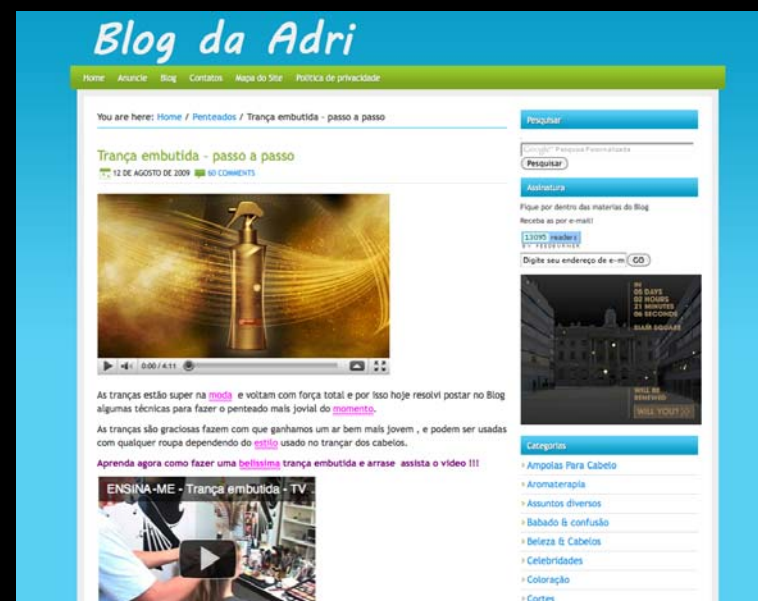 Blog da Adri
Home Anuncie Blog Contatos Mapa do Site Política de privacidade
You are here: Home / Penteados / Trança embutida - passo a passo
Trança embutida - passo a passo
12 DE AGOSTO DE 2009 60 COMMENTS
0:00 / 4:11
As tranças estão super na moda e voltam com força total e por isso hoje resolvi postar no Blog
algumas técnicas para fazer o penteado mais jovial do momento.
As tranças são graciosas fazem com que ganhamos um ar bem mais jovem , e podem ser usadas
com qualquer roupa dependendo do estilo usado no trançar dos cabelos.
Aprenda agora como fazer uma belissima trança embutida e arrase assista o vídeo !!!
ENSINA-ME - Trança embutida - TV ...
Pesquisar
Google™ Pesquisa Personalizada
Pesquisar
Assinatura
Fique por dentro das materias do Blog
Receba as por e-mail!
13095 readers
BY FEEDBURNER
Digite seu endereço de e-m GO
IN
05 DAYS
02 HOURS
21 MINUTES
06 SECONDS
BLAIR SQUARE
WILL BE
RENEWED
WILL YOU?
Categorias
Ampolas Para Cabelo
Aromaterapia
Assuntos diversos
Babado & confusão
Beleza & Cabelos
Celebridades
Coloração
Cortes